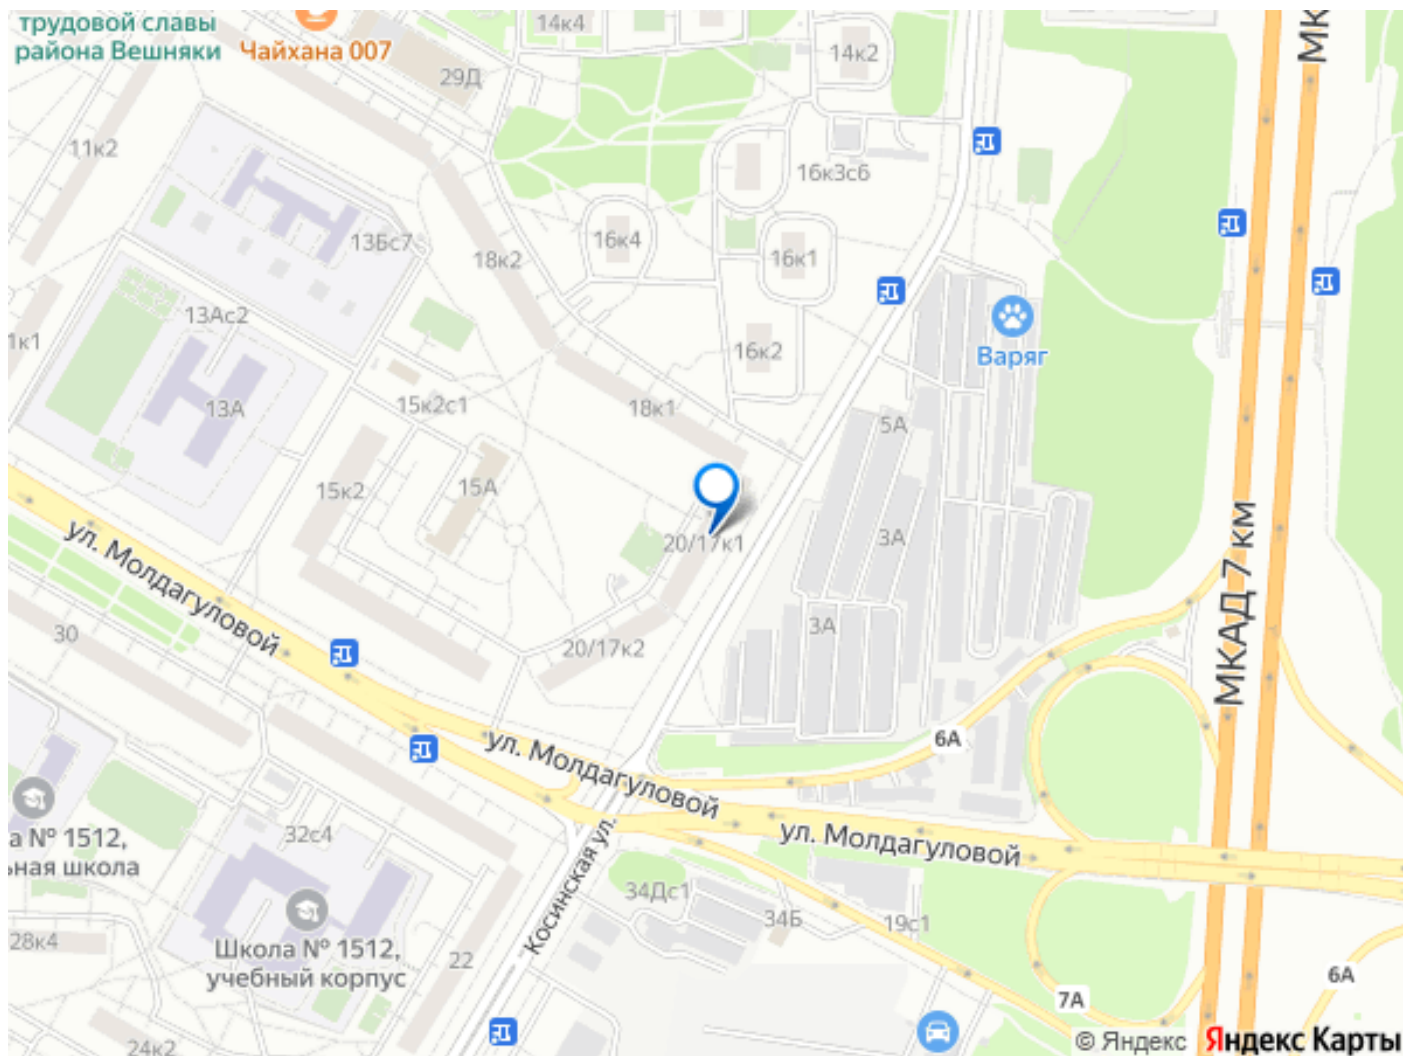 трудовой славы
района Вешняки
Чайхана 007
14к4
29Д
14к2
МК
11к2
16к3с6
13Бс7
16к4
18к2
16к1
13Ас2
1к1
16к2
Варяг
13А
15к2с1
18к1
5А
15к2
15А
20/17к1
3А
ул. Молдагуловой
МКАД 7 км
30
3А
20/17к2
6А
ул. Молдагуловой
а № 1512,
ьная школа
32с4
ул. Молдагуловой
Косинская ул.
34Дс1
34Б
19с1
28к4
Школа № 1512,
учебный корпус
22
6А
7А
24к2
© Яндекс
Яндекс Карты